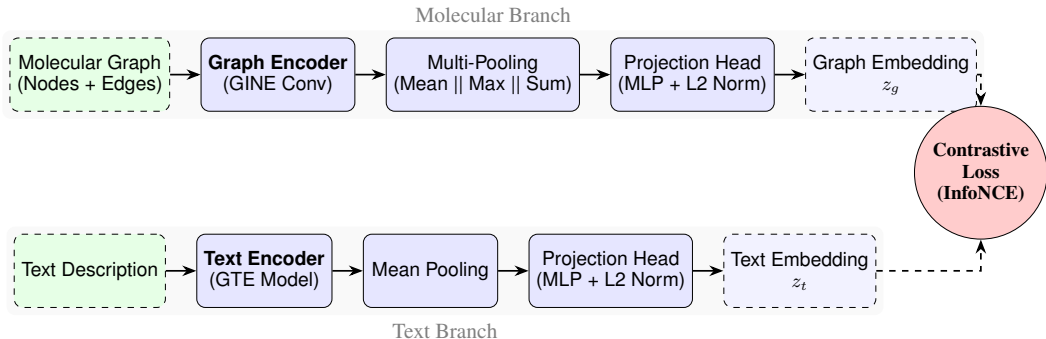 Molecular Branch
Molecular Graph
(Nodes + Edges)
Graph Encoder
(GINE Conv)
Multi-Pooling
(Mean || Max || Sum)
Projection Head
(MLP + L2 Norm)
Graph Embedding
z_g
Contrastive
Loss
(InfoNCE)
Text Description
Text Encoder
(GTE Model)
Mean Pooling
Projection Head
(MLP + L2 Norm)
Text Embedding
z_t
Text Branch